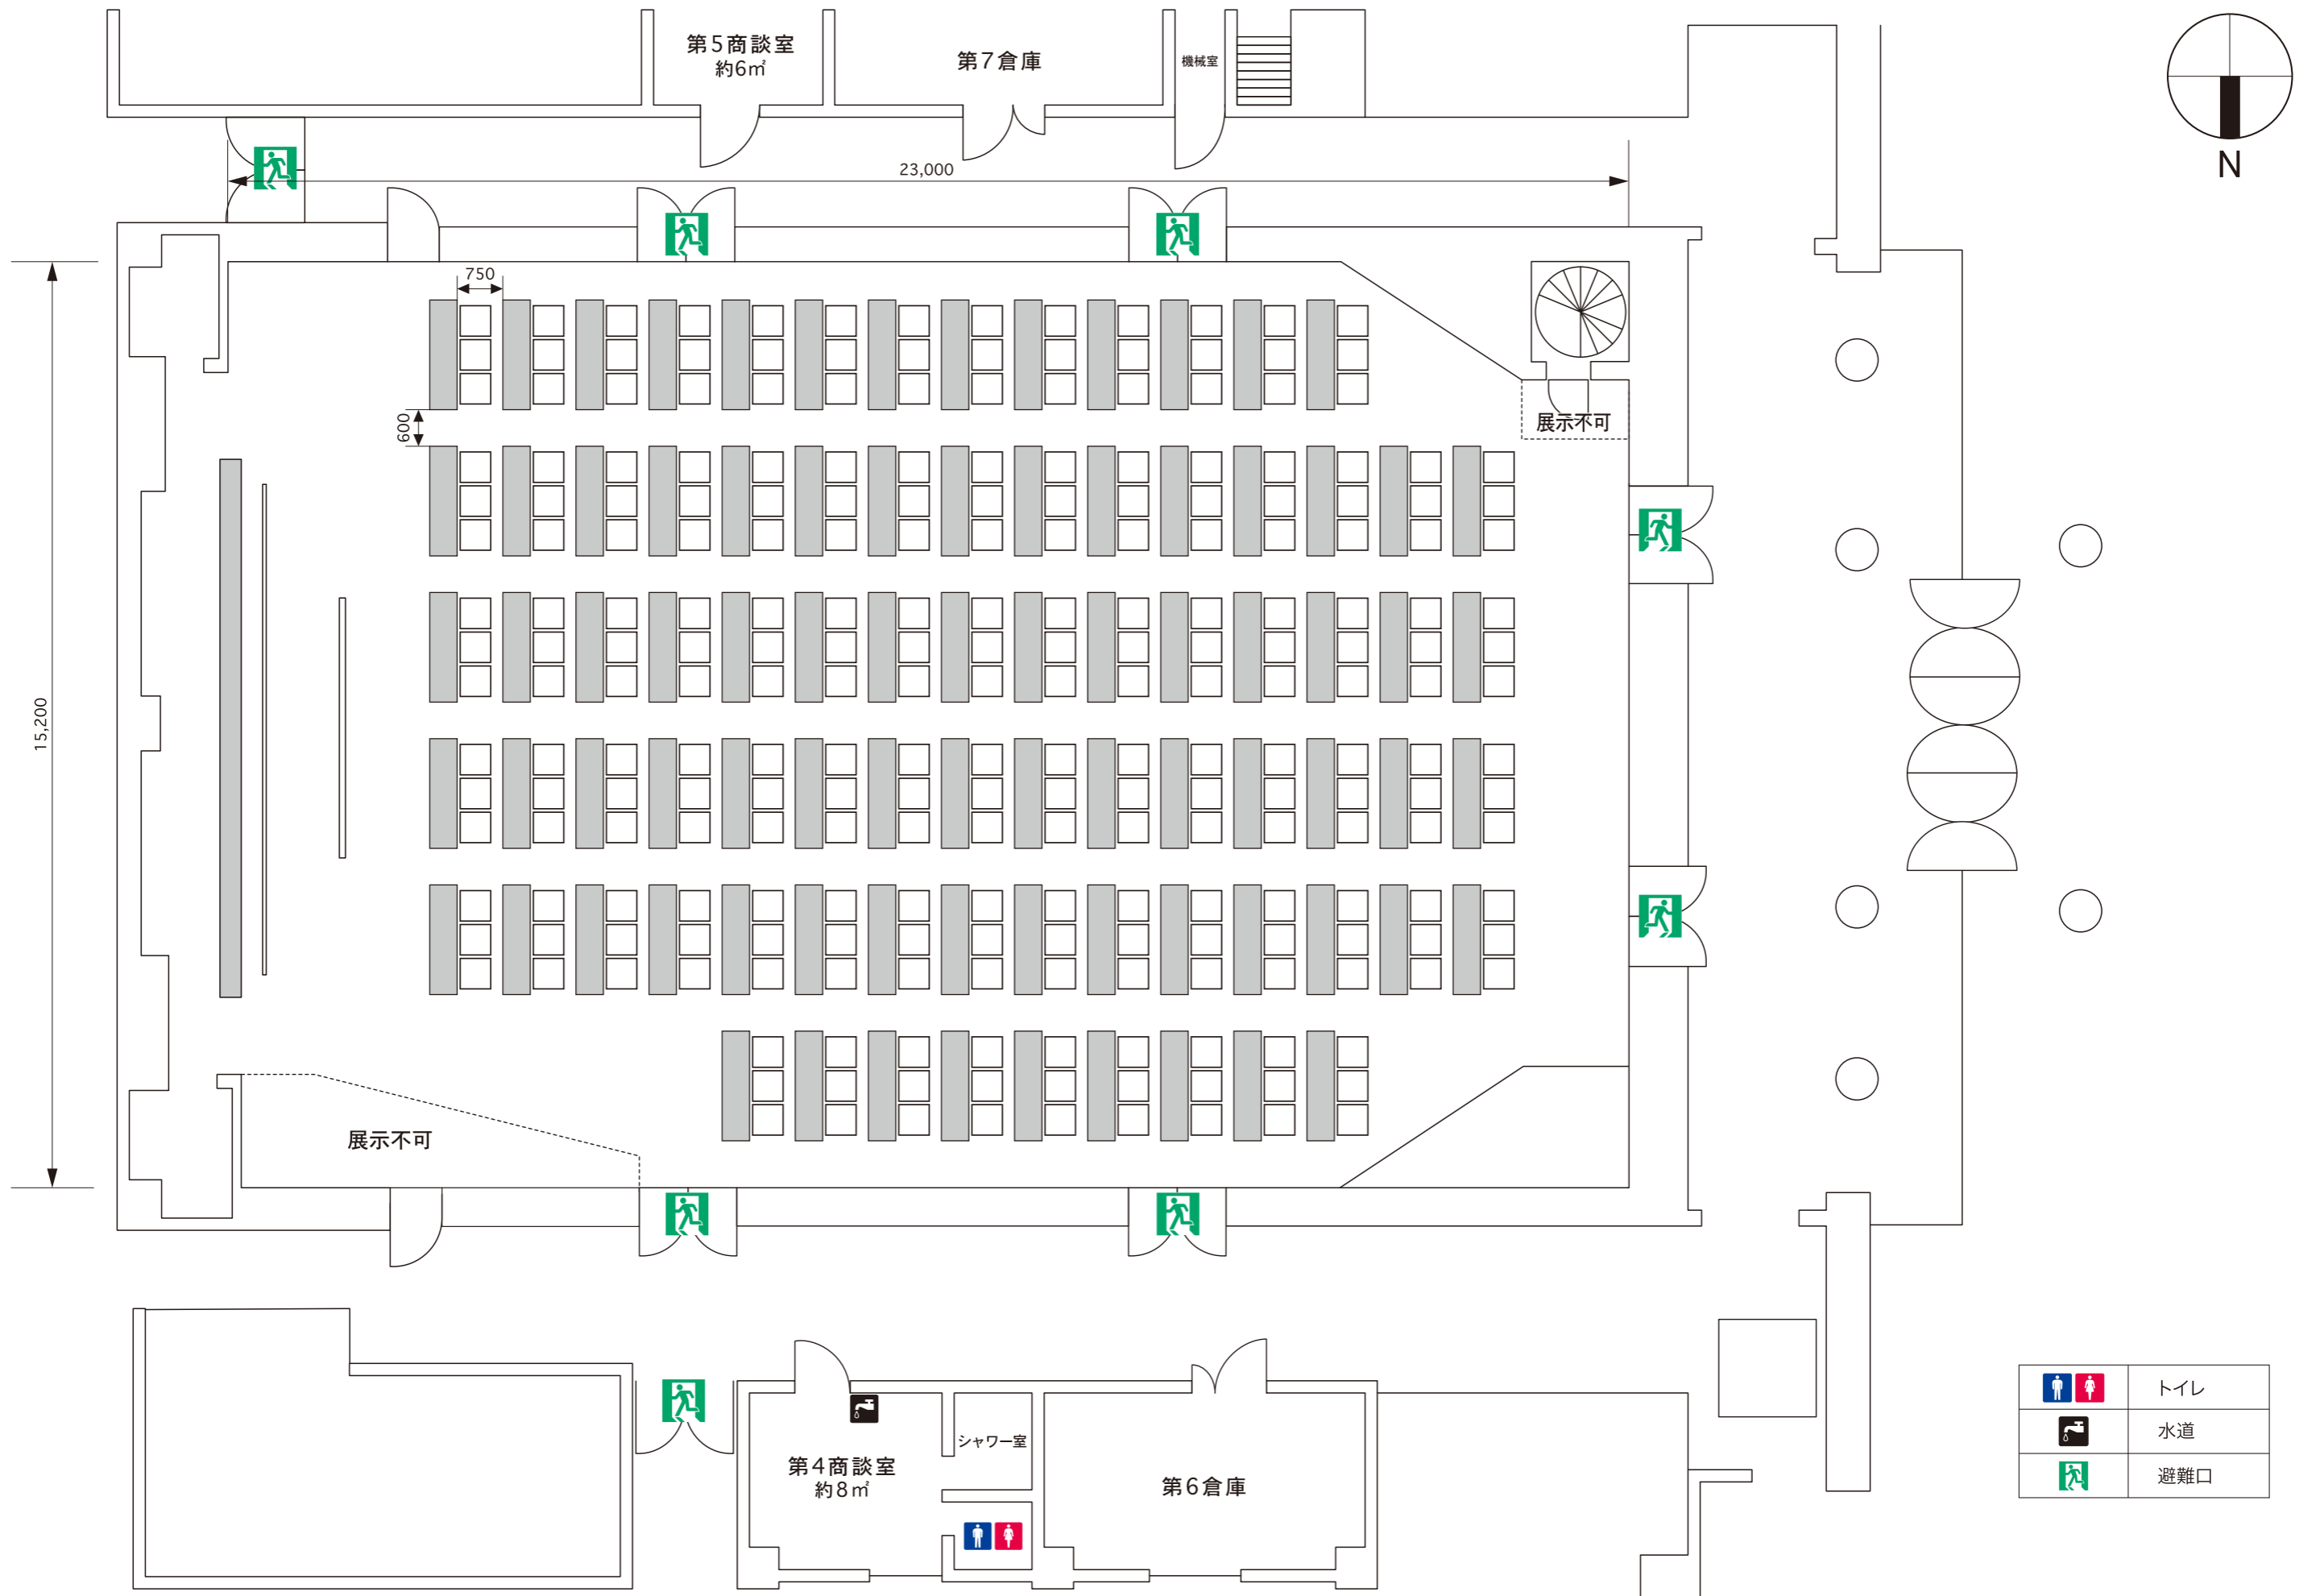 第5商談室
約6㎡
第7倉庫
機械室
N
23,000
750
600
展示不可
15,200
展示不可
第4商談室
約8㎡
シャワー室
第6倉庫
トイレ
水道
避難口